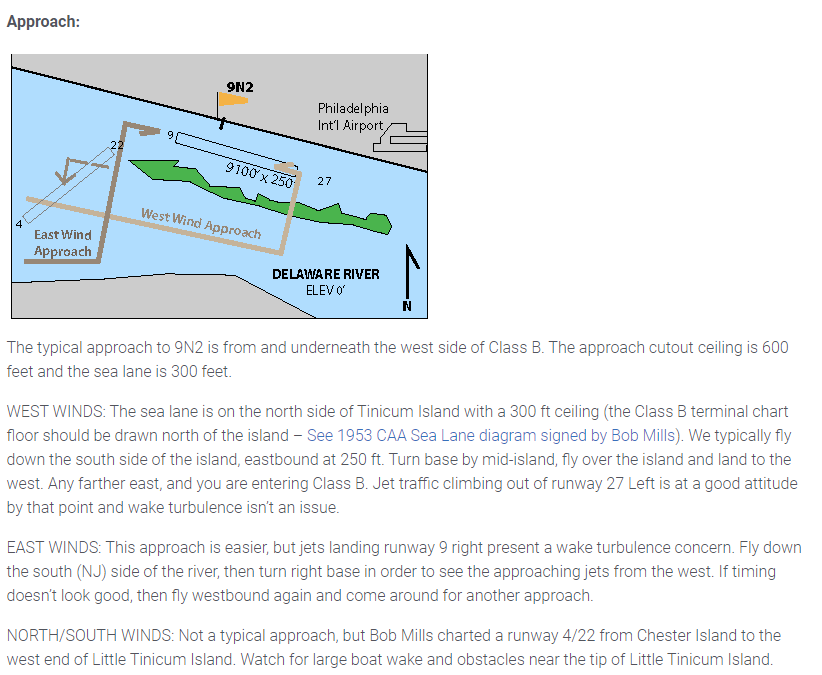 Approach:
9N2
Philadelphia
Int'l Airport
9
22
9100' x 250'
27
West Wind Approach
4
East Wind
Approach
DELAWARE RIVER
ELEV 0'
N
The typical approach to 9N2 is from and underneath the west side of Class B. The approach cutout ceiling is 600
feet and the sea lane is 300 feet.
WEST WINDS: The sea lane is on the north side of Tinicum Island with a 300 ft ceiling (the Class B terminal chart
floor should be drawn north of the island – See 1953 CAA Sea Lane diagram signed by Bob Mills). We typically fly
down the south side of the island, eastbound at 250 ft. Turn base by mid-island, fly over the island and land to the
west. Any farther east, and you are entering Class B. Jet traffic climbing out of runway 27 Left is at a good attitude
by that point and wake turbulence isn't an issue.
EAST WINDS: This approach is easier, but jets landing runway 9 right present a wake turbulence concern. Fly down
the south (NJ) side of the river, then turn right base in order to see the approaching jets from the west. If timing
doesn't look good, then fly westbound again and come around for another approach.
NORTH/SOUTH WINDS: Not a typical approach, but Bob Mills charted a runway 4/22 from Chester Island to the
west end of Little Tinicum Island. Watch for large boat wake and obstacles near the tip of Little Tinicum Island.